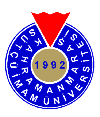 KAHRAMANMARAŞ
1992
SÜTÇÜ İMAM ÜNİVERSİTESİ